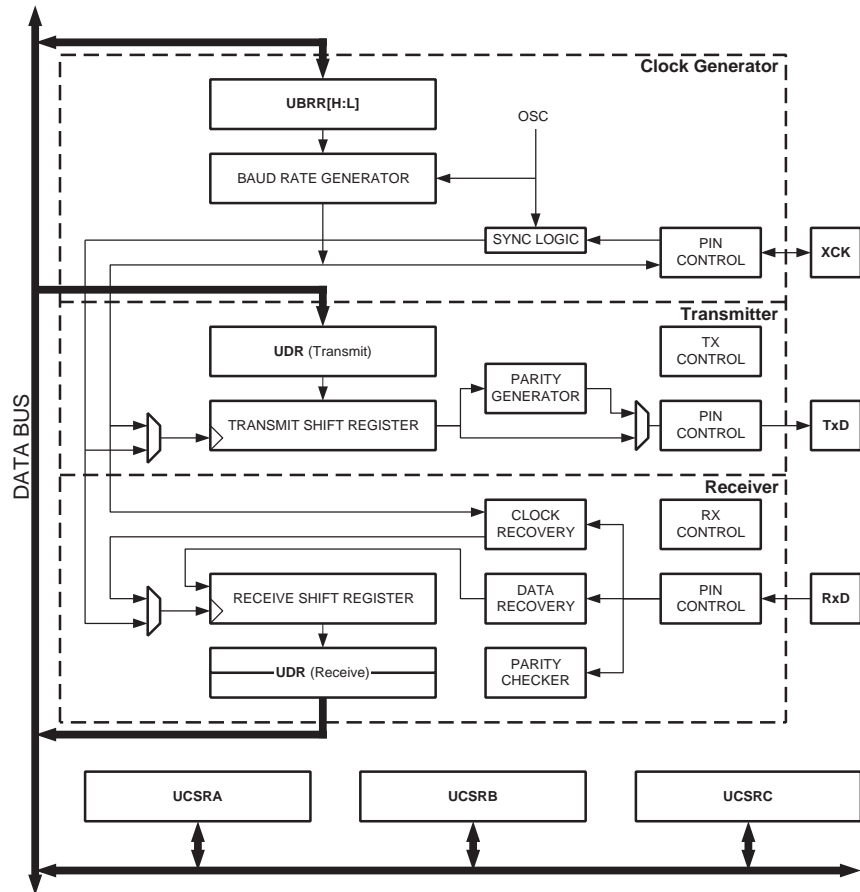 Clock Generator
UBRR[H:L]
OSC
BAUD RATE GENERATOR
SYNC LOGIC
PIN
CONTROL
XCK
Transmitter
UDR (Transmit)
TX
CONTROL
PARITY
GENERATOR
TRANSMIT SHIFT REGISTER
PIN
CONTROL
TxD
DATA BUS
Receiver
CLOCK
RECOVERY
RX
CONTROL
RECEIVE SHIFT REGISTER
DATA
RECOVERY
PIN
CONTROL
RxD
UDR (Receive)
PARITY
CHECKER
UCSRA
UCSRB
UCSRC